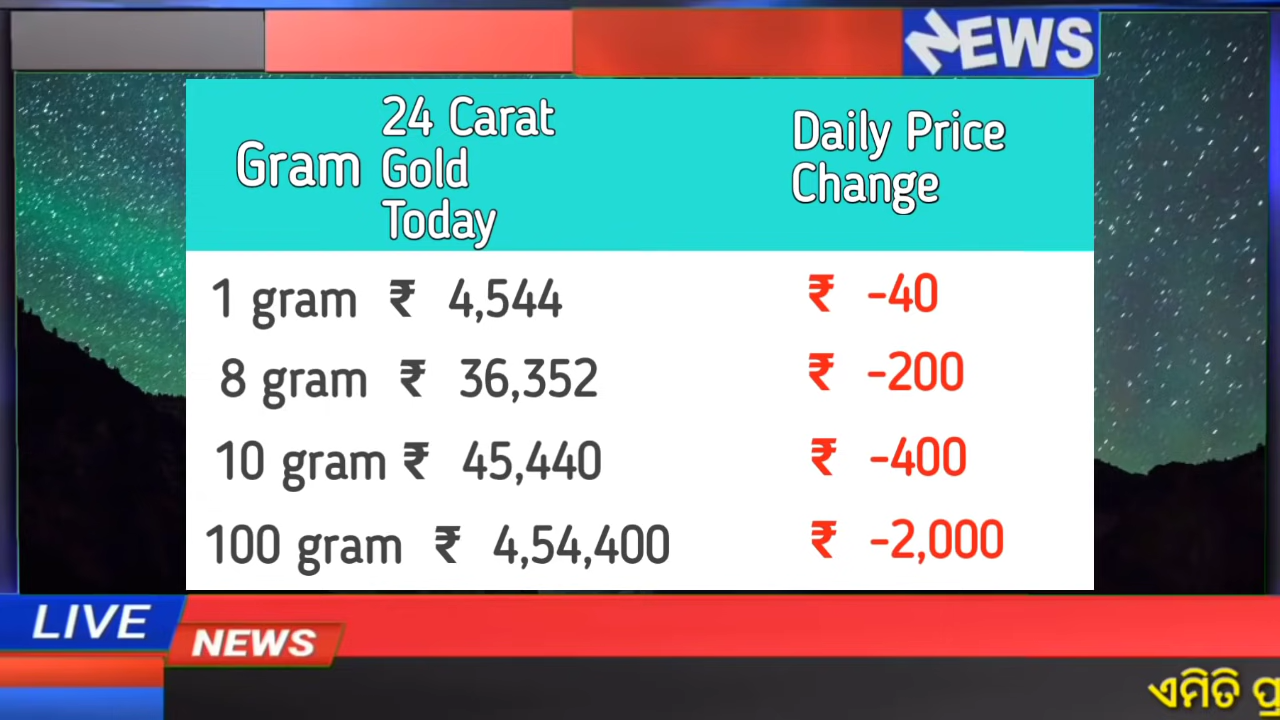 NEWS
Gram 24 Carat Gold Today Daily Price Change
1 gram ₹ 4,544 ₹ -40
8 gram ₹ 36,352 ₹ -200
10 gram ₹ 45,440 ₹ -400
100 gram ₹ 4,54,400 ₹ -2,000
LIVE
NEWS
ଏମିତି